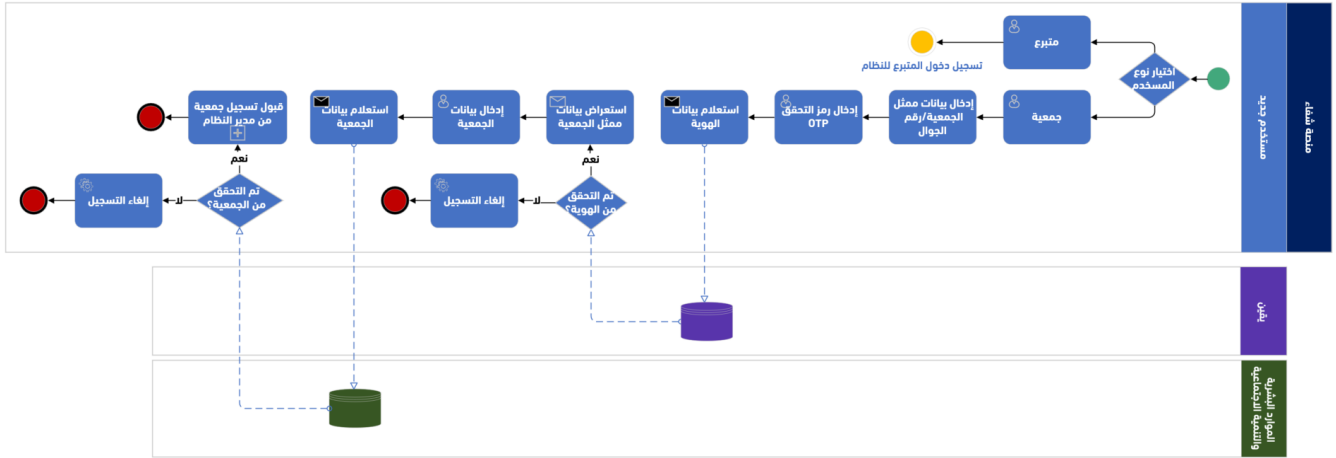 منصة شفاء
مستخدم جديد
اختيار نوع
المسخدم
متبرع
تسجيل دخول المتبرع للنظام
جمعية
إدخال بيانات ممثل
الجمعية/رقم
الجوال
إدخال رمز التحقق
OTP
استعلام بيانات
الهوية
تم التحقق
من الهوية؟
نعم
لا
إلغاء التسجيل
استعراض بيانات
ممثل الجمعية
إدخال بيانات
الجمعية
استعلام بيانات
الجمعية
تم التحقق
من الجمعية؟
نعم
لا
إلغاء التسجيل
قبول تسجيل جمعية
من مدير النظام
يقين
الموارد البشرية
والتنمية الاجتماعية